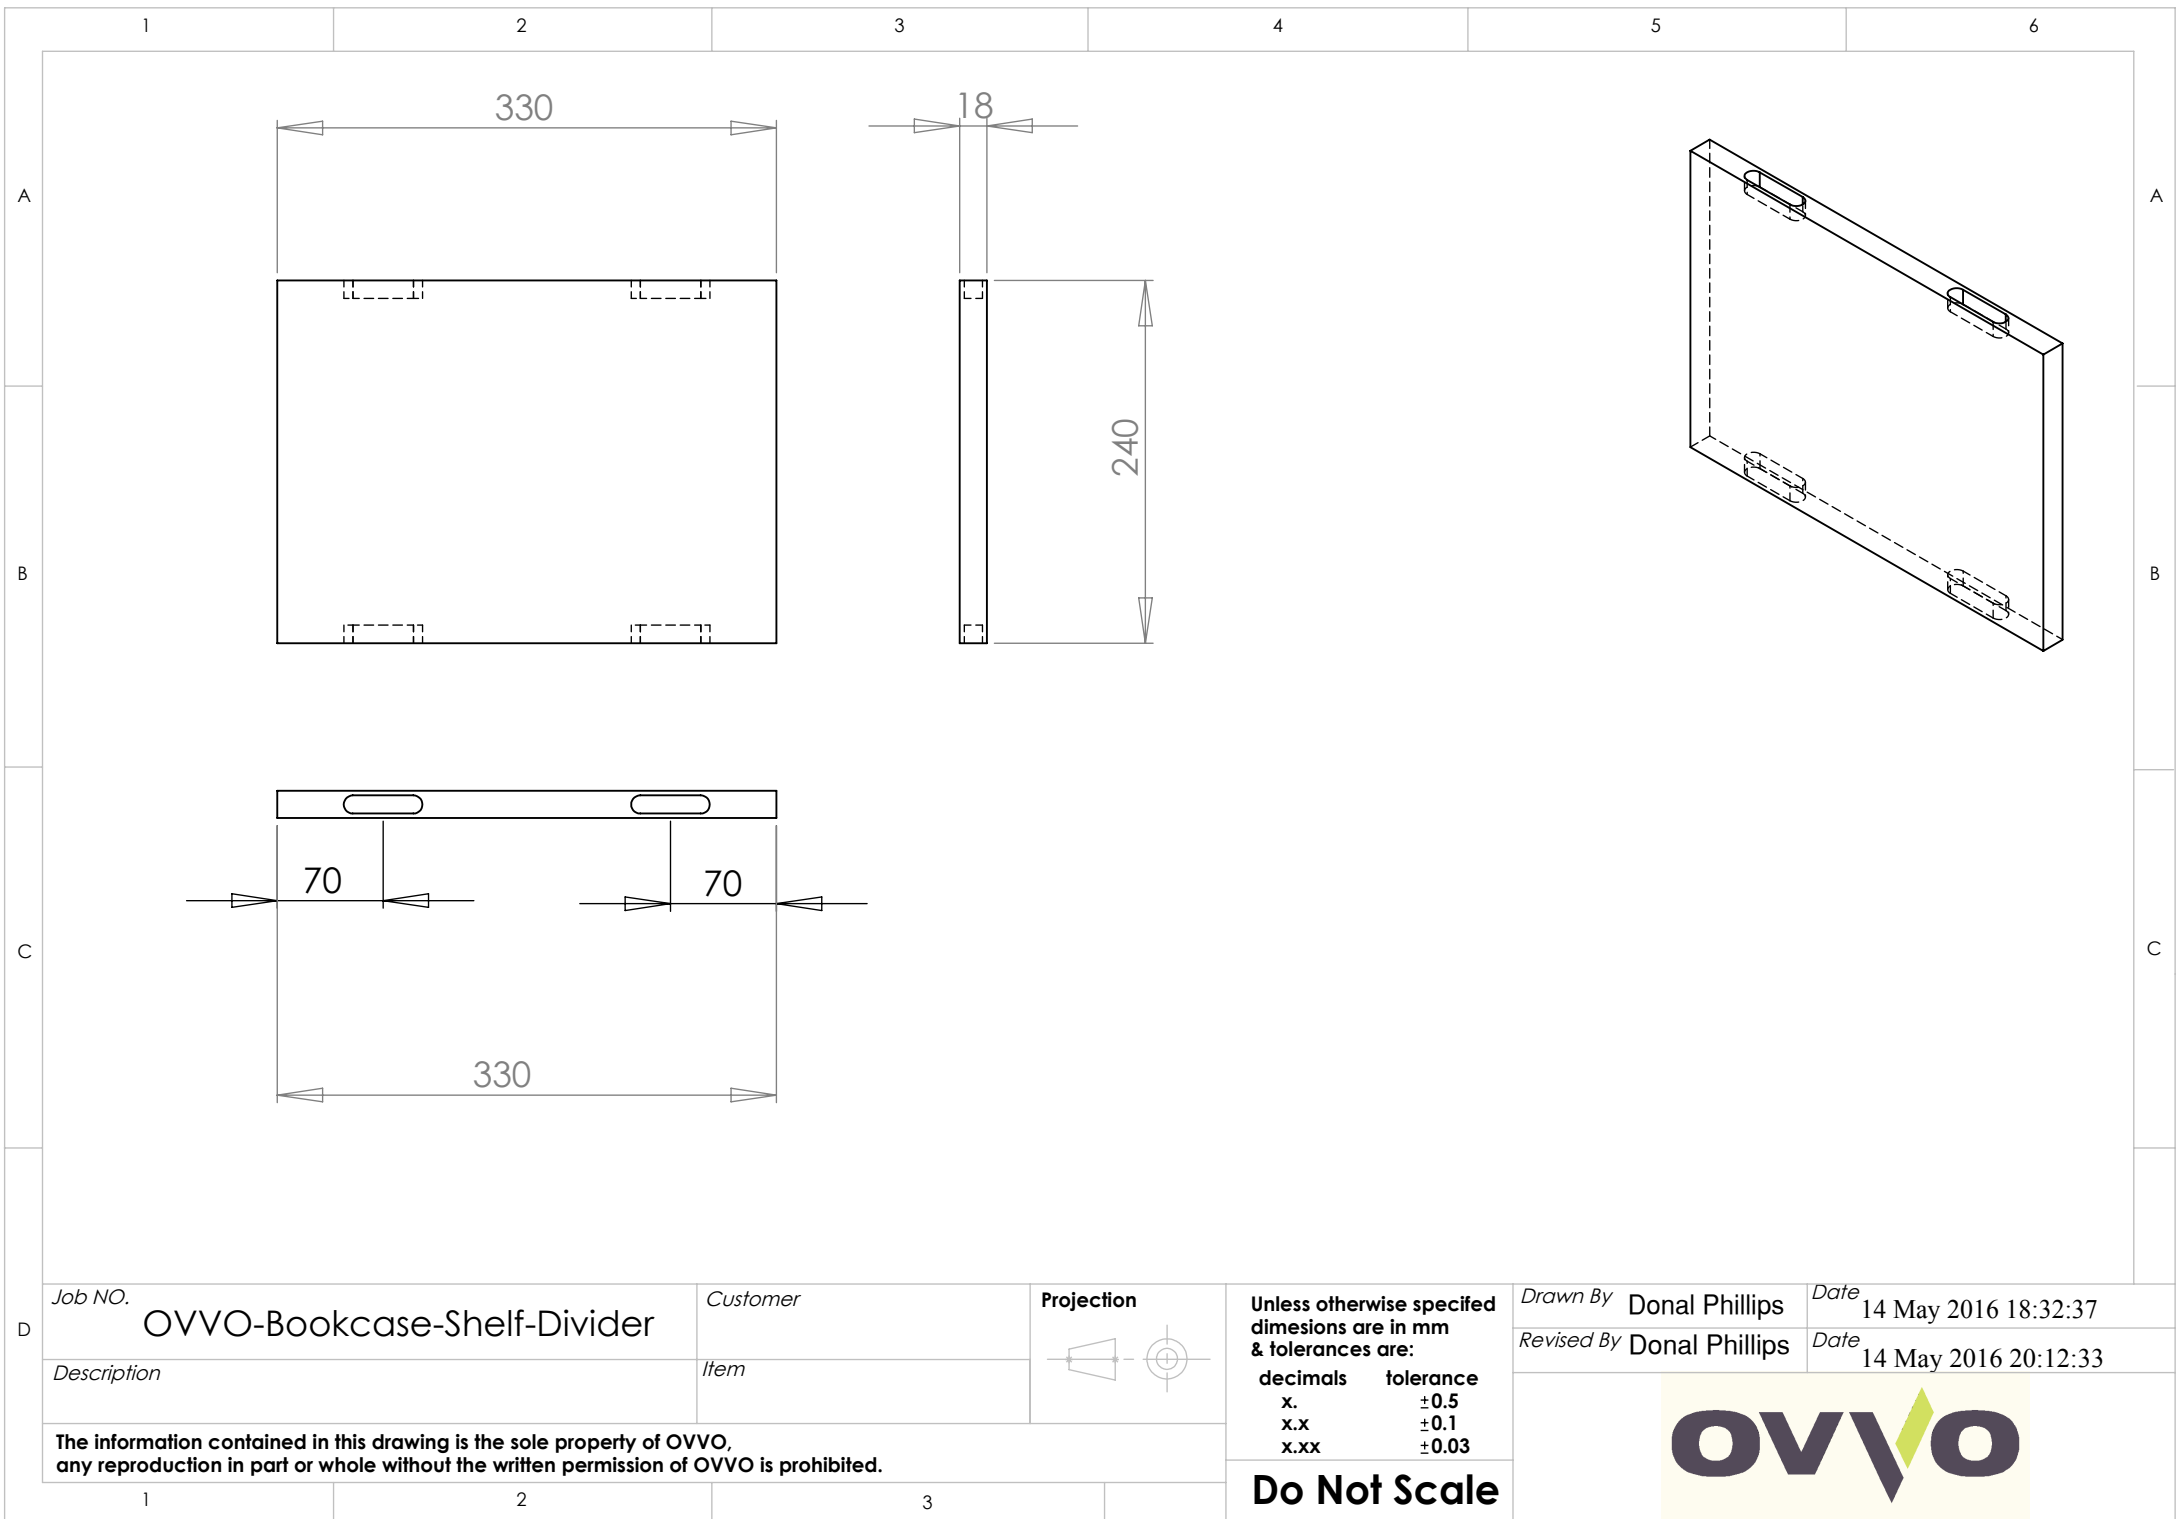 1 2 3 4 5 6
330
18
A A
240
B B
70
70
C C
330
Job NO.
OVVO-Bookcase-Shelf-Divider
Customer
Projection
Unless otherwise specifed
dimesions are in mm
& tolerances are:
decimals tolerance
x. ±0.5
x.x ±0.1
x.xx ±0.03
Do Not Scale
Drawn By Donal Phillips
Date 14 May 2016 18:32:37
Revised By Donal Phillips
Date 14 May 2016 20:12:33
D
Description
Item
The information contained in this drawing is the sole property of OVVO,
any reproduction in part or whole without the written permission of OVVO is prohibited.
OVVO
1 2 3